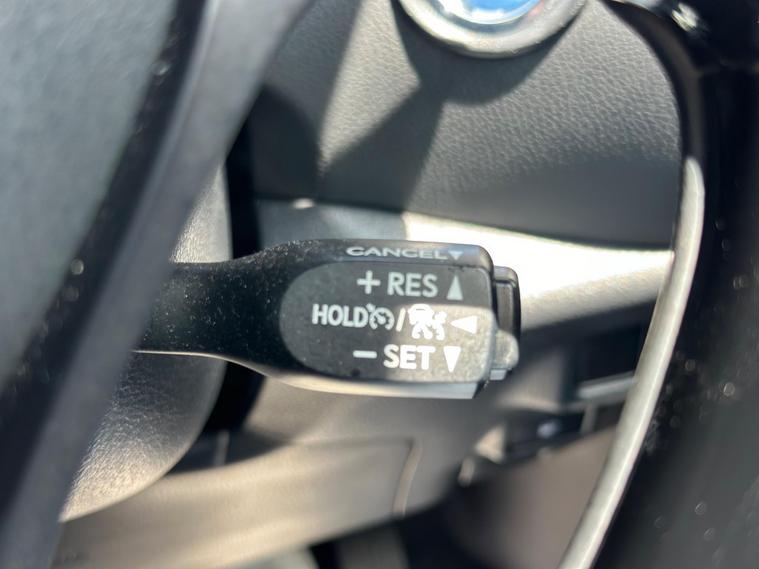 CANCEL▼
+ RES ▲
HOLD / ◀
− SET ▼